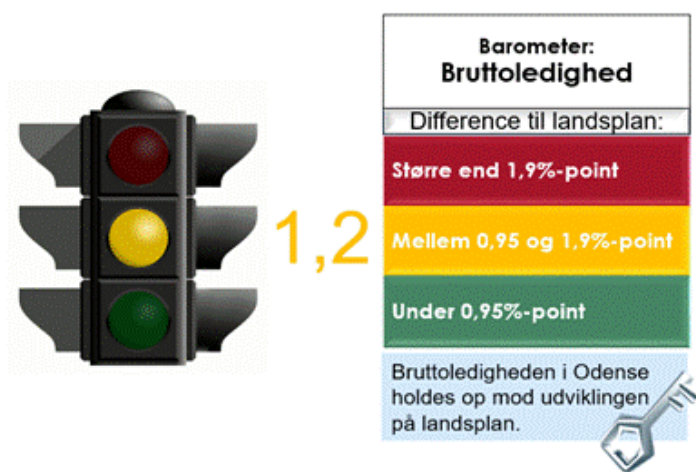 1,2
Barometer:
Bruttoledighed
Difference til landsplan:
Større end 1,9%-point
Mellem 0,95 og 1,9%-point
Under 0,95%-point
Bruttoledigheden i Odense
holdes op mod udviklingen
på landsplan.